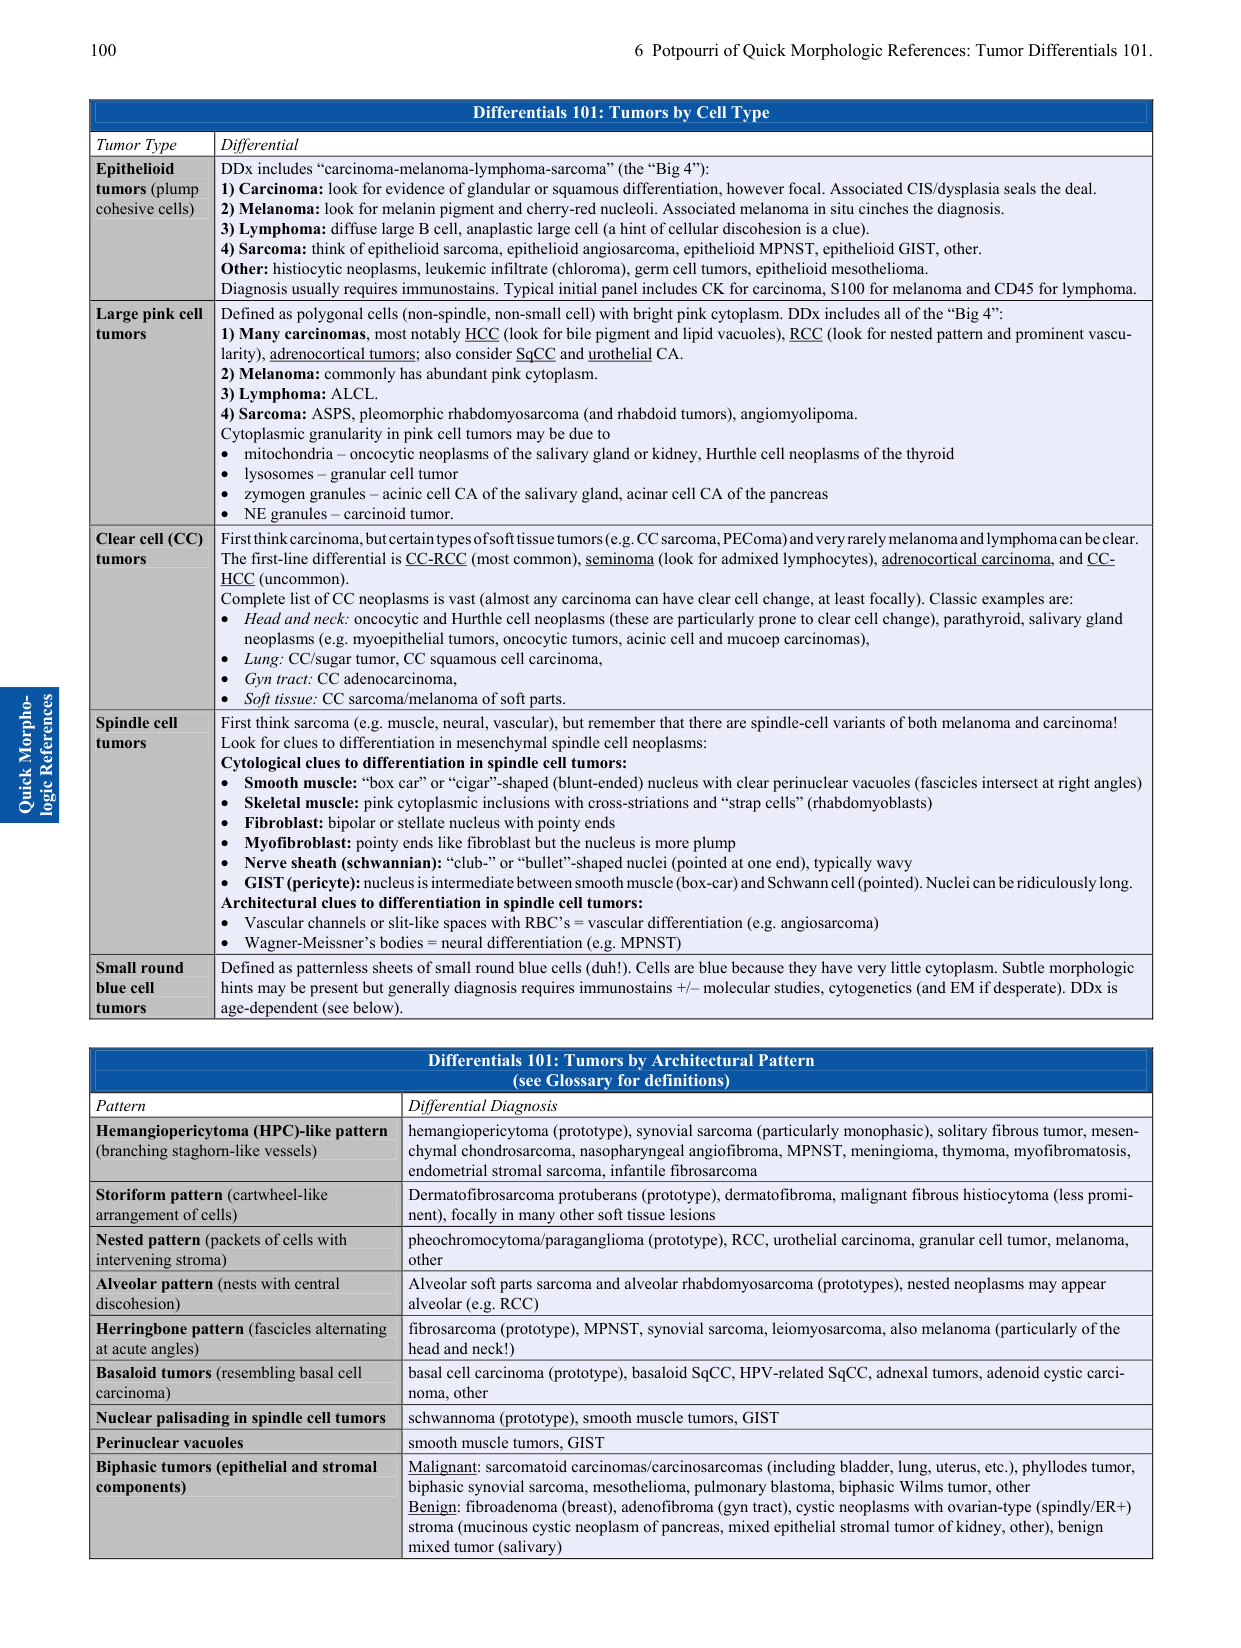 100
6 Potpourri of Quick Morphologic References: Tumor Differentials 101.
Differentials 101: Tumors by Cell Type
Tumor Type
Differential
Epithelioid
tumors (plump
cohesive cells)
DDx includes “carcinoma-melanoma-lymphoma-sarcoma” (the “Big 4”):
1) Carcinoma: look for evidence of glandular or squamous differentiation, however focal. Associated CIS/dysplasia seals the deal.
2) Melanoma: look for melanin pigment and cherry-red nucleoli. Associated melanoma in situ cinches the diagnosis.
3) Lymphoma: diffuse large B cell, anaplastic large cell (a hint of cellular discohesion is a clue).
4) Sarcoma: think of epithelioid sarcoma, epithelioid angiosarcoma, epithelioid MPNST, epithelioid GIST, other.
Other: histiocytic neoplasms, leukemic infiltrate (chloroma), germ cell tumors, epithelioid mesothelioma.
Diagnosis usually requires immunostains. Typical initial panel includes CK for carcinoma, S100 for melanoma and CD45 for lymphoma.
Large pink cell
tumors
Defined as polygonal cells (non-spindle, non-small cell) with bright pink cytoplasm. DDx includes all of the “Big 4”:
1) Many carcinomas, most notably HCC (look for bile pigment and lipid vacuoles), RCC (look for nested pattern and prominent vascu-
larity), adrenocortical tumors; also consider SqCC and urothelial CA.
2) Melanoma: commonly has abundant pink cytoplasm.
3) Lymphoma: ALCL.
4) Sarcoma: ASPS, pleomorphic rhabdomyosarcoma (and rhabdoid tumors), angiomyolipoma.
Cytoplasmic granularity in pink cell tumors may be due to
• mitochondria – oncocytic neoplasms of the salivary gland or kidney, Hurthle cell neoplasms of the thyroid
• lysosomes – granular cell tumor
• zymogen granules – acinic cell CA of the salivary gland, acinar cell CA of the pancreas
• NE granules – carcinoid tumor.
Clear cell (CC)
tumors
First think carcinoma, but certain types of soft tissue tumors (e.g. CC sarcoma, PEComa) and very rarely melanoma and lymphoma can be clear.
The first-line differential is CC-RCC (most common), seminoma (look for admixed lymphocytes), adrenocortical carcinoma, and CC-
HCC (uncommon).
Complete list of CC neoplasms is vast (almost any carcinoma can have clear cell change, at least focally). Classic examples are:
• Head and neck: oncocytic and Hurthle cell neoplasms (these are particularly prone to clear cell change), parathyroid, salivary gland
neoplasms (e.g. myoepithelial tumors, oncocytic tumors, acinic cell and mucoep carcinomas),
• Lung: CC/sugar tumor, CC squamous cell carcinoma,
• Gyn tract: CC adenocarcinoma,
• Soft tissue: CC sarcoma/melanoma of soft parts.
Quick Morpho-
logic References
Spindle cell
tumors
First think sarcoma (e.g. muscle, neural, vascular), but remember that there are spindle-cell variants of both melanoma and carcinoma!
Look for clues to differentiation in mesenchymal spindle cell neoplasms:
Cytological clues to differentiation in spindle cell tumors:
• Smooth muscle: “box car” or “cigar”-shaped (blunt-ended) nucleus with clear perinuclear vacuoles (fascicles intersect at right angles)
• Skeletal muscle: pink cytoplasmic inclusions with cross-striations and “strap cells” (rhabdomyoblasts)
• Fibroblast: bipolar or stellate nucleus with pointy ends
• Myofibroblast: pointy ends like fibroblast but the nucleus is more plump
• Nerve sheath (schwannian): “club-” or “bullet”-shaped nuclei (pointed at one end), typically wavy
• GIST (pericyte): nucleus is intermediate between smooth muscle (box-car) and Schwann cell (pointed). Nuclei can be ridiculously long.
Architectural clues to differentiation in spindle cell tumors:
• Vascular channels or slit-like spaces with RBC’s = vascular differentiation (e.g. angiosarcoma)
• Wagner-Meissner’s bodies = neural differentiation (e.g. MPNST)
Small round
blue cell
tumors
Defined as patternless sheets of small round blue cells (duh!). Cells are blue because they have very little cytoplasm. Subtle morphologic
hints may be present but generally diagnosis requires immunostains +/– molecular studies, cytogenetics (and EM if desperate). DDx is
age-dependent (see below).
Differentials 101: Tumors by Architectural Pattern
(see Glossary for definitions)
Pattern
Differential Diagnosis
Hemangiopericytoma (HPC)-like pattern
(branching staghorn-like vessels)
hemangiopericytoma (prototype), synovial sarcoma (particularly monophasic), solitary fibrous tumor, mesen-
chymal chondrosarcoma, nasopharyngeal angiofibroma, MPNST, meningioma, thymoma, myofibromatosis,
endometrial stromal sarcoma, infantile fibrosarcoma
Storiform pattern (cartwheel-like
arrangement of cells)
Dermatofibrosarcoma protuberans (prototype), dermatofibroma, malignant fibrous histiocytoma (less promi-
nent), focally in many other soft tissue lesions
Nested pattern (packets of cells with
intervening stroma)
pheochromocytoma/paraganglioma (prototype), RCC, urothelial carcinoma, granular cell tumor, melanoma,
other
Alveolar pattern (nests with central
discohesion)
Alveolar soft parts sarcoma and alveolar rhabdomyosarcoma (prototypes), nested neoplasms may appear
alveolar (e.g. RCC)
Herringbone pattern (fascicles alternating
at acute angles)
fibrosarcoma (prototype), MPNST, synovial sarcoma, leiomyosarcoma, also melanoma (particularly of the
head and neck!)
Basaloid tumors (resembling basal cell
carcinoma)
basal cell carcinoma (prototype), basaloid SqCC, HPV-related SqCC, adnexal tumors, adenoid cystic carci-
noma, other
Nuclear palisading in spindle cell tumors
schwannoma (prototype), smooth muscle tumors, GIST
Perinuclear vacuoles
smooth muscle tumors, GIST
Biphasic tumors (epithelial and stromal
components)
Malignant: sarcomatoid carcinomas/carcinosarcomas (including bladder, lung, uterus, etc.), phyllodes tumor,
biphasic synovial sarcoma, mesothelioma, pulmonary blastoma, biphasic Wilms tumor, other
Benign: fibroadenoma (breast), adenofibroma (gyn tract), cystic neoplasms with ovarian-type (spindly/ER+)
stroma (mucinous cystic neoplasm of pancreas, mixed epithelial stromal tumor of kidney, other), benign
mixed tumor (salivary)